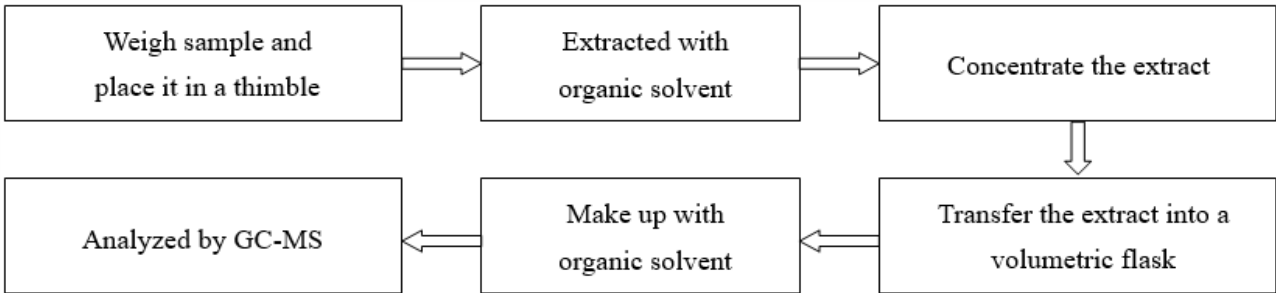 Weigh sample and
place it in a thimble
Extracted with
organic solvent
Concentrate the extract
Transfer the extract into a
volumetric flask
Make up with
organic solvent
Analyzed by GC-MS